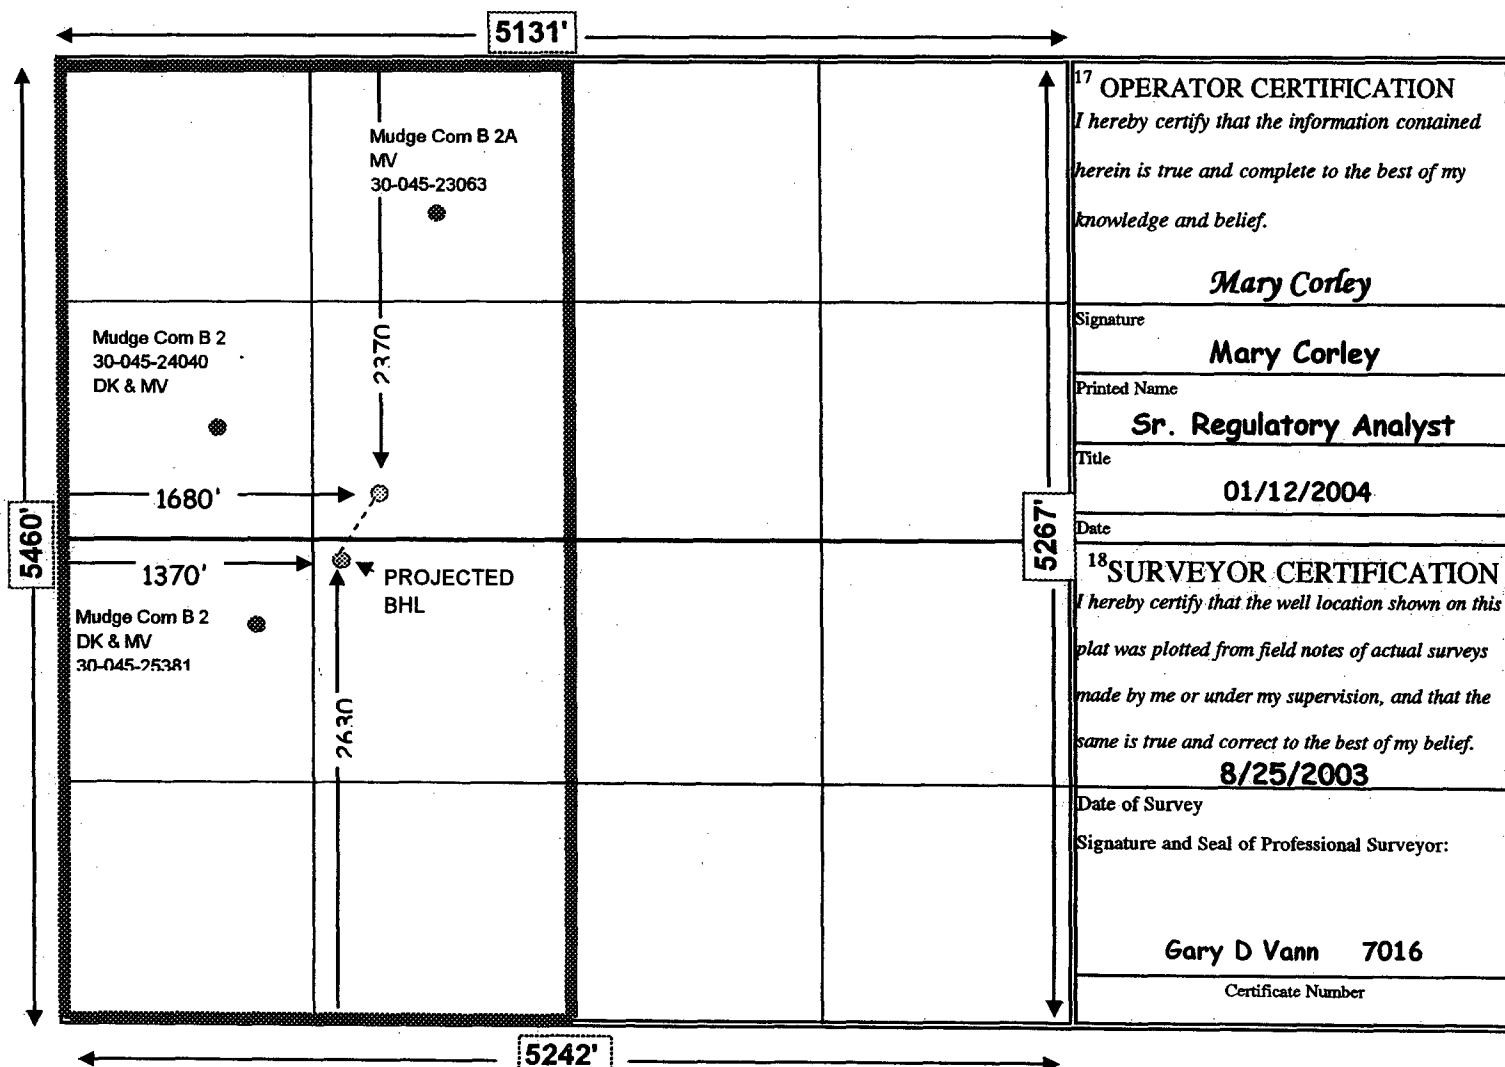 5131'
Mudge Com B 2A
MV
30-045-23063
Mudge Com B 2
30-045-24040
DK & MV
2370
1680'
5460'
1370'
PROJECTED
BHL
Mudge Com B 2
DK & MV
30-045-25381
2630
5267'
5242'
17 OPERATOR CERTIFICATION
I hereby certify that the information contained
herein is true and complete to the best of my
knowledge and belief.
Mary Corley
Signature
Mary Corley
Printed Name
Sr. Regulatory Analyst
Title
01/12/2004
Date
18 SURVEYOR CERTIFICATION
I hereby certify that the well location shown on this
plat was plotted from field notes of actual surveys
made by me or under my supervision, and that the
same is true and correct to the best of my belief.
8/25/2003
Date of Survey
Signature and Seal of Professional Surveyor:
Gary D Vann 7016
Certificate Number